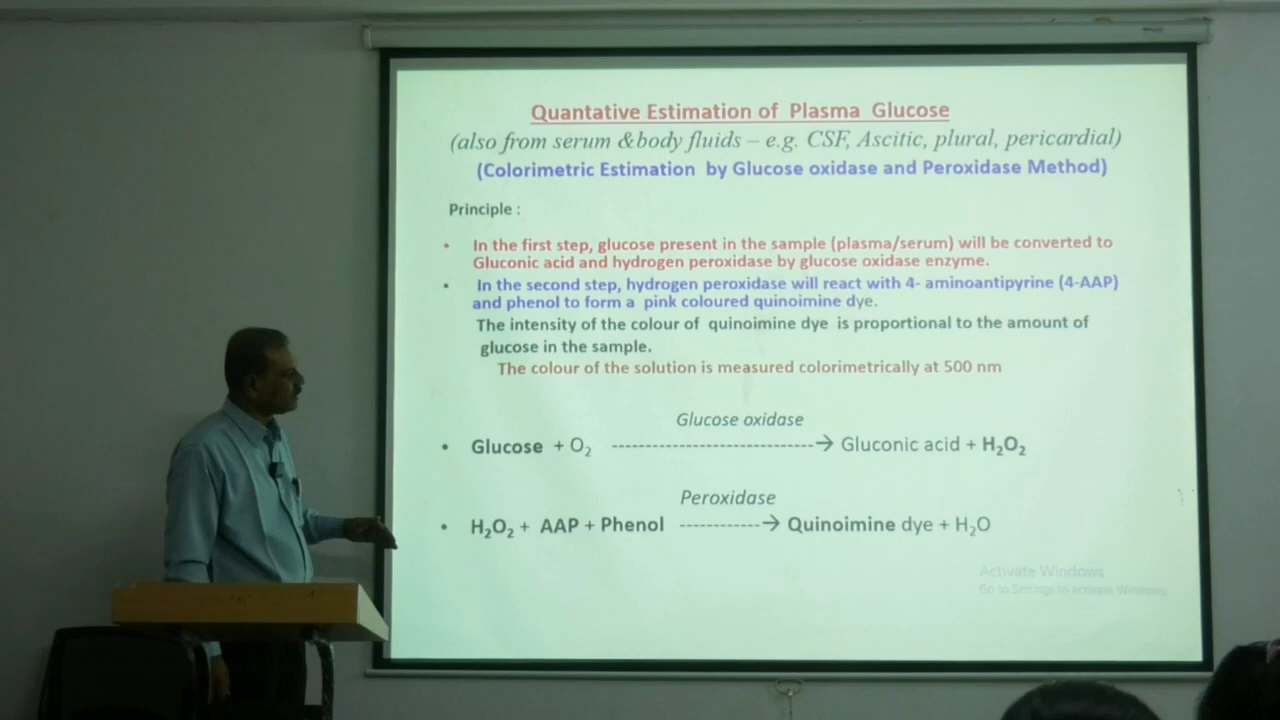 Quantative Estimation of Plasma Glucose
(also from serum &body fluids – e.g. CSF, Ascitic, plural, pericardial)
(Colorimetric Estimation by Glucose oxidase and Peroxidase Method)
Principle :
• In the first step, glucose present in the sample (plasma/serum) will be converted to
Gluconic acid and hydrogen peroxidase by glucose oxidase enzyme.
• In the second step, hydrogen peroxidase will react with 4- aminoantipyrine (4-AAP)
and phenol to form a pink coloured quinoimine dye.
The intensity of the colour of quinoimine dye is proportional to the amount of
glucose in the sample.
The colour of the solution is measured colorimetrically at 500 nm
Glucose oxidase
• Glucose + O₂ -----------------------------→ Gluconic acid + H₂O₂
Peroxidase
• H₂O₂ + AAP + Phenol ------------→ Quinoimine dye + H₂O
Activate Windows
Go to Settings to activate Windows.